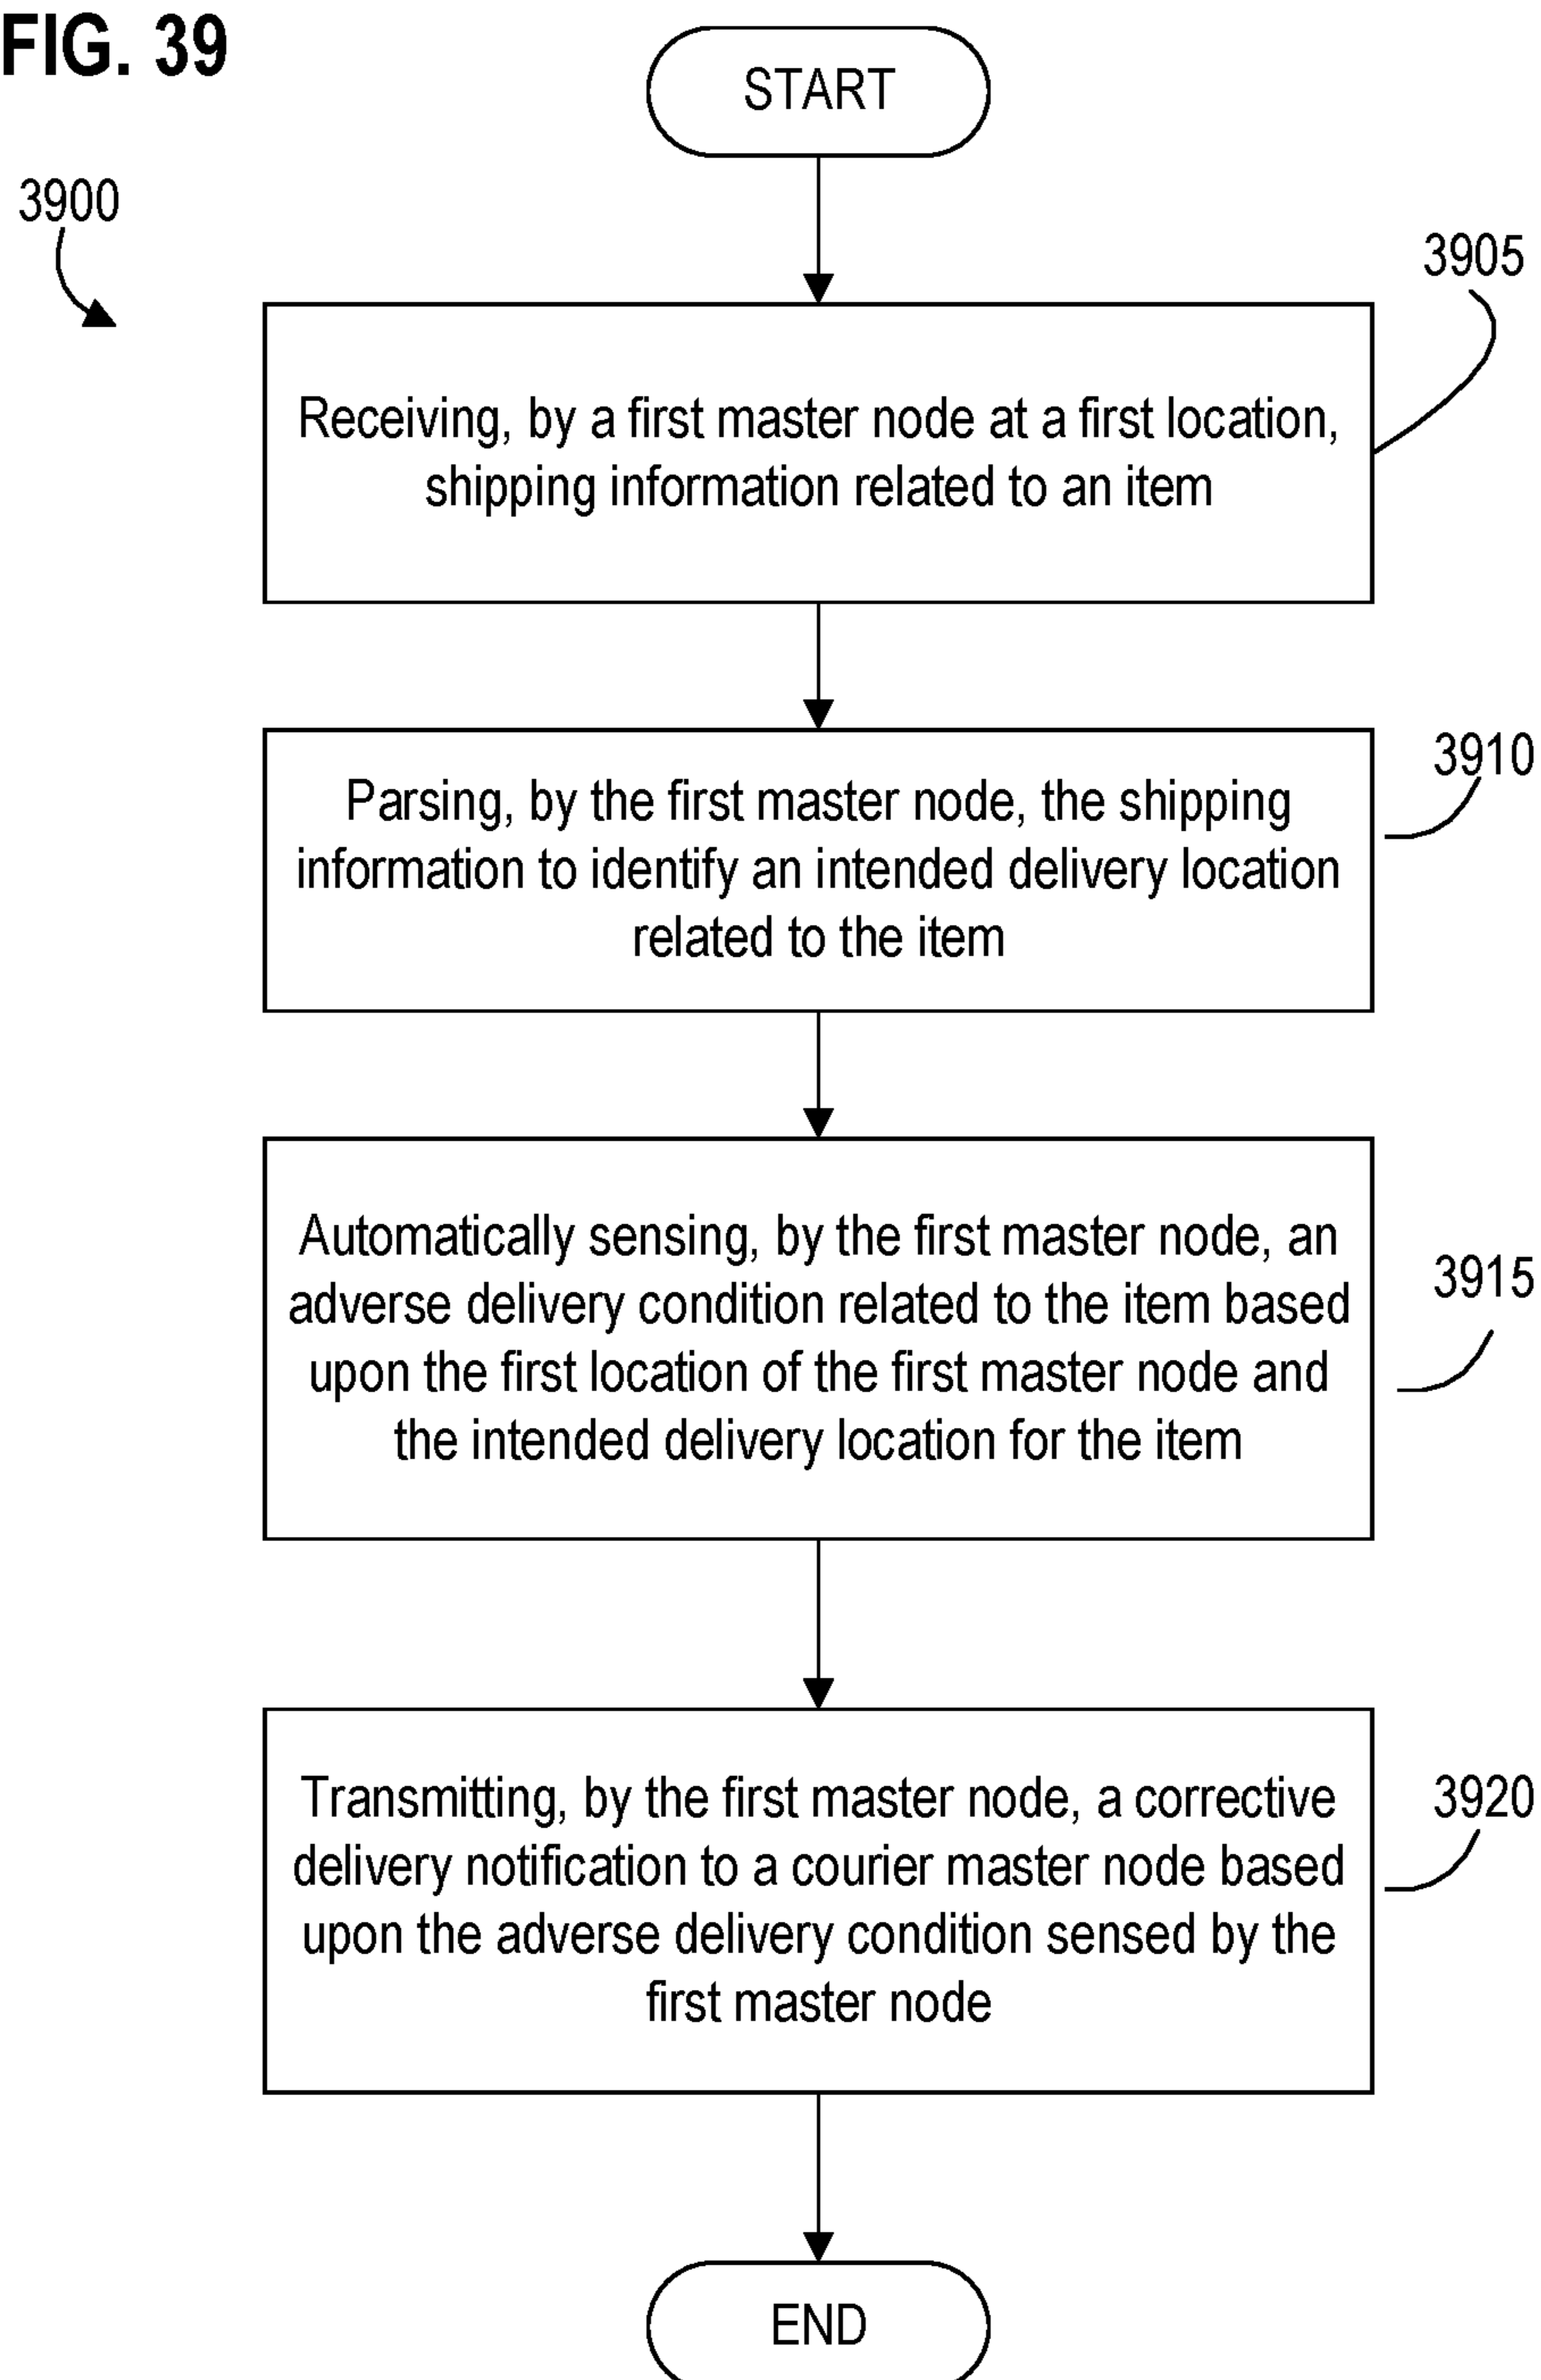 FIG. 39
START
3900
3905
Receiving, by a first master node at a first location,
shipping information related to an item
3910
Parsing, by the first master node, the shipping
information to identify an intended delivery location
related to the item
3915
Automatically sensing, by the first master node, an
adverse delivery condition related to the item based
upon the first location of the first master node and
the intended delivery location for the item
3920
Transmitting, by the first master node, a corrective
delivery notification to a courier master node based
upon the adverse delivery condition sensed by the
first master node
END